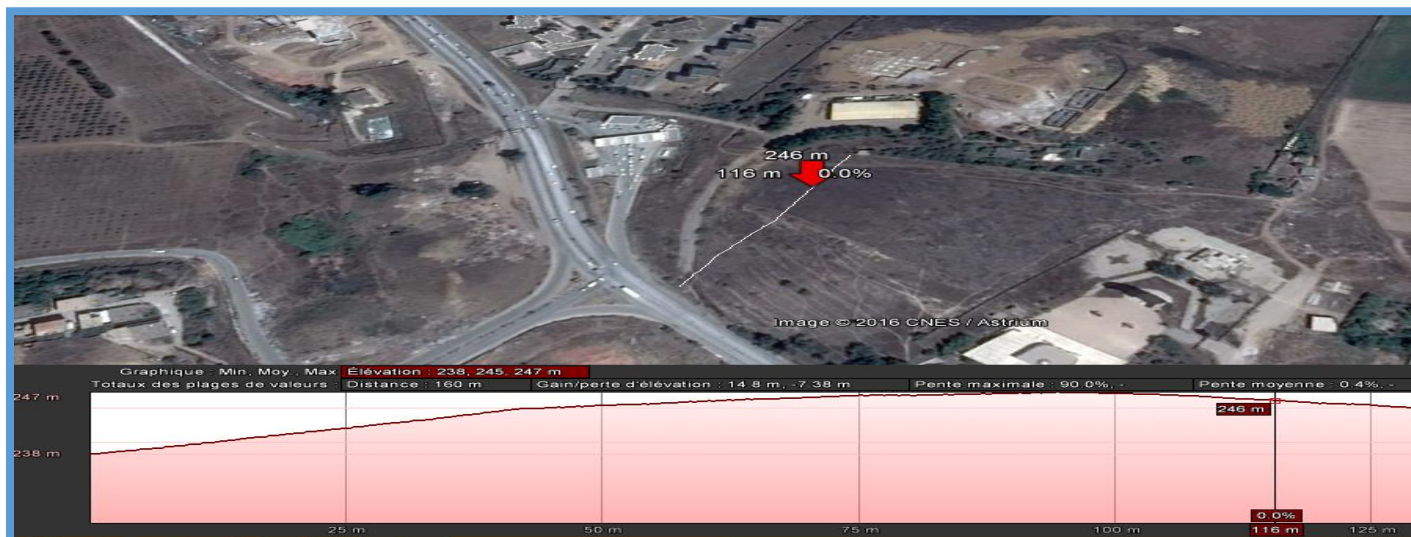 246 m
116 m 0.0%
Image © 2016 CNES / Astrium
Graphique : Min, Moy., Max Élévation : 238, 245, 247 m
Totaux des plages de valeurs : Distance : 160 m Gain/perte d'élévation : 14.8 m, -7.38 m Pente maximale : 90.0%, - Pente moyenne : 0.4%, -
247 m
246 m
238 m
0.0%
25 m 50 m 75 m 100 m 116 m 125 m